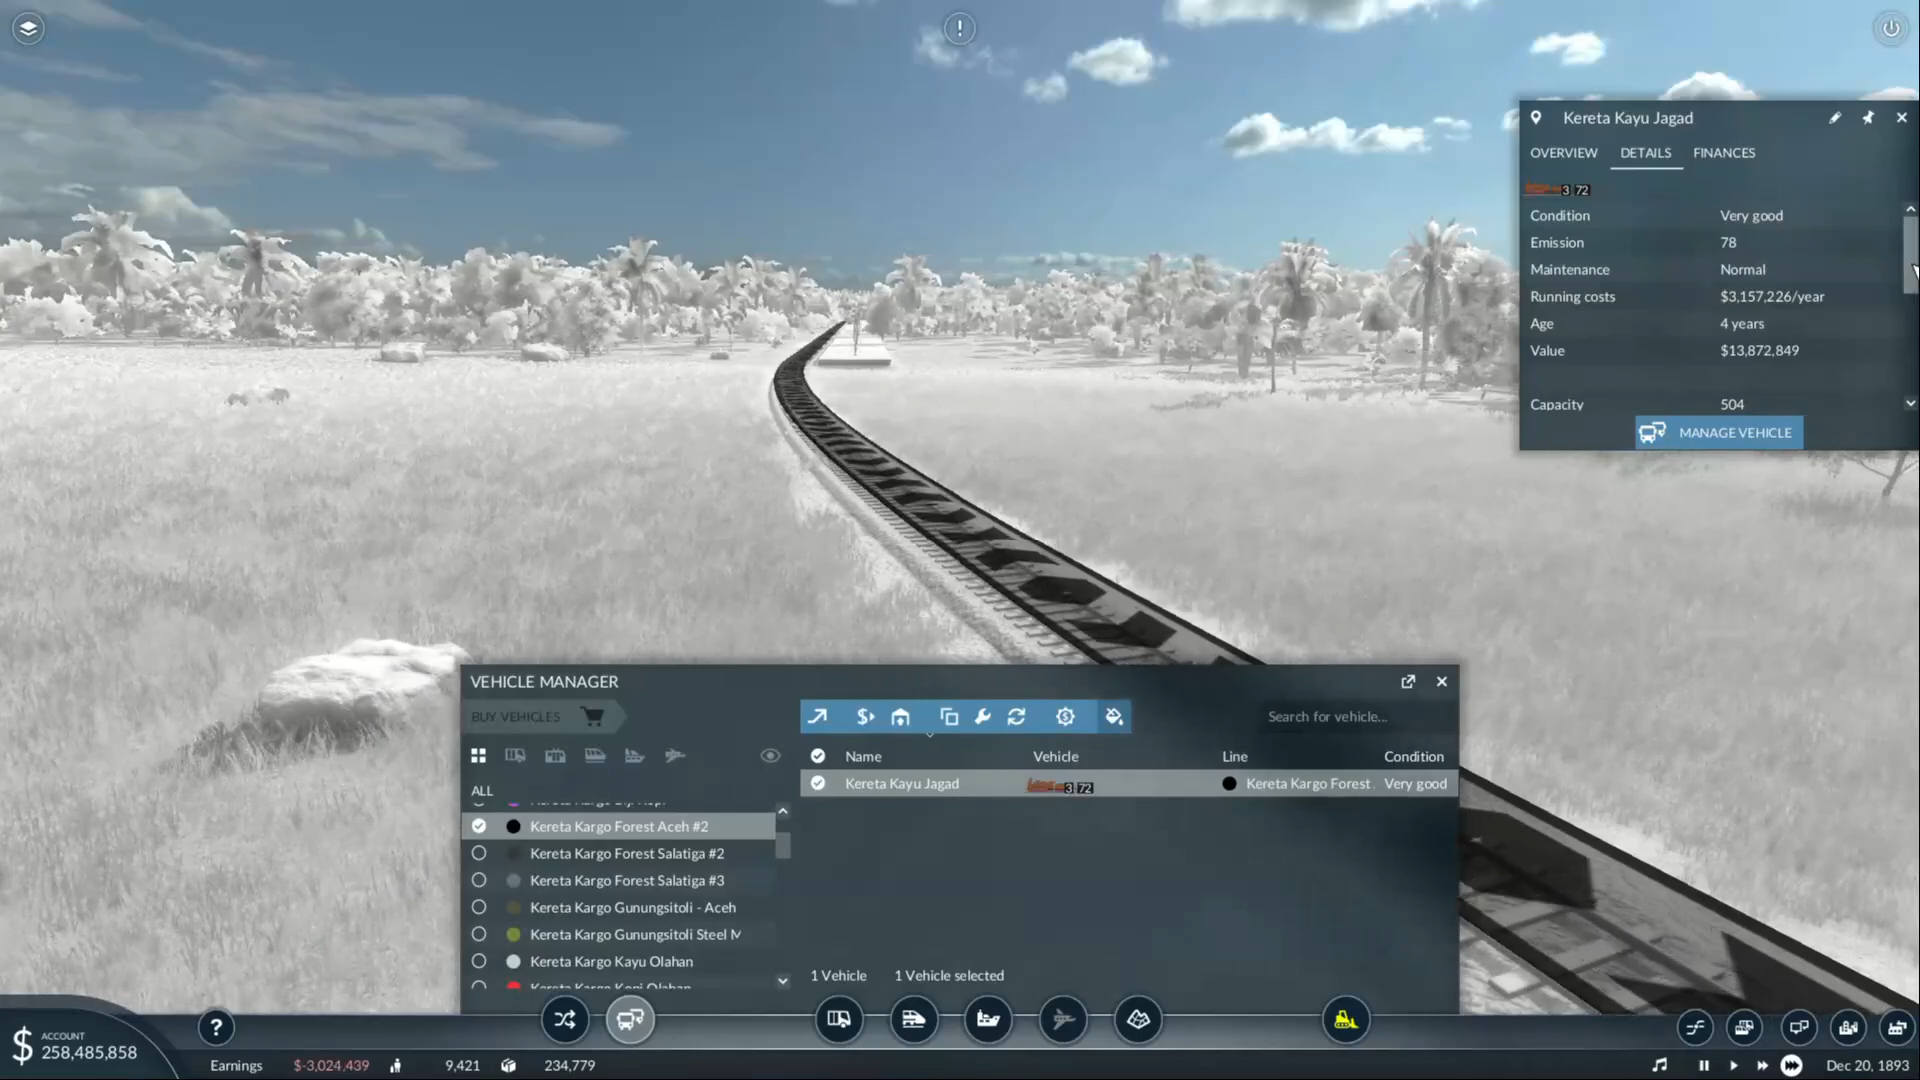 Kereta Kayu Jagad
OVERVIEW DETAILS FINANCES
3 72
Condition Very good
Emission 78
Maintenance Normal
Running costs $3,157,226/year
Age 4 years
Value $13,872,849
Capacity 504
MANAGE VEHICLE
VEHICLE MANAGER
BUY VEHICLES
Search for vehicle...
Name Vehicle Line Condition
Kereta Kayu Jagad 3 72 Kereta Kargo Forest . Very good
ALL
Kereta Kargo Forest Aceh #2
Kereta Kargo Forest Salatiga #2
Kereta Kargo Forest Salatiga #3
Kereta Kargo Gunungsitoli - Aceh
Kereta Kargo Gunungsitoli Steel M
Kereta Kargo Kayu Olahan
Kereta Kargo Kopi Olahan
1 Vehicle 1 Vehicle selected
?
$ ACCOUNT
258,485,858
Earnings $-3,024,439 9,421 234,779
Dec 20, 1893